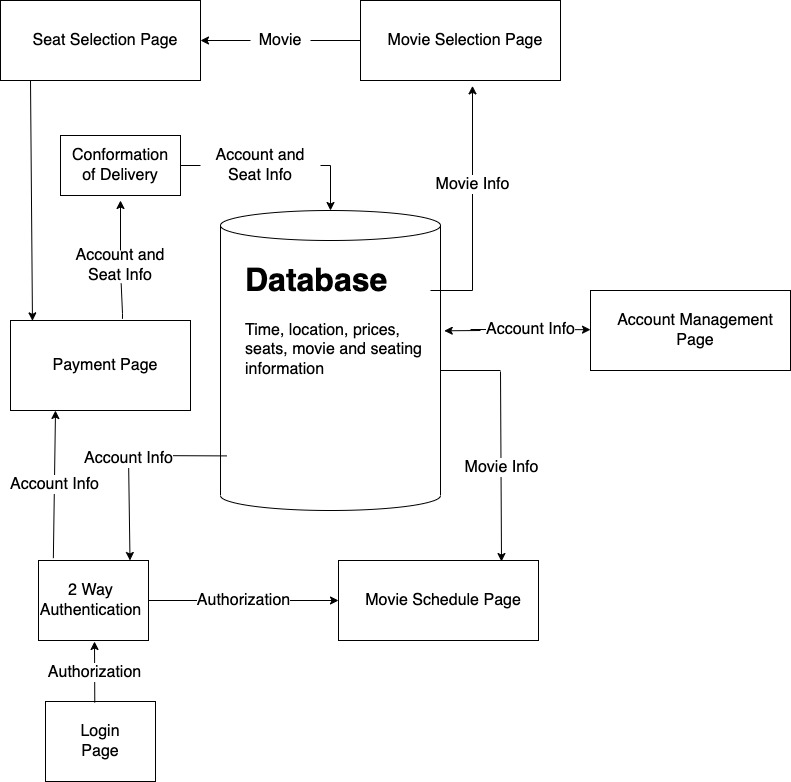 Seat Selection Page
Movie
Movie Selection Page
Conformation
of Delivery
Account and
Seat Info
Movie Info
Account and
Seat Info
Database
Time, location, prices,
seats, movie and seating
information
Account Info
Account Management
Page
Payment Page
Account Info
Account Info
Movie Info
2 Way
Authentication
Authorization
Movie Schedule Page
Authorization
Login
Page